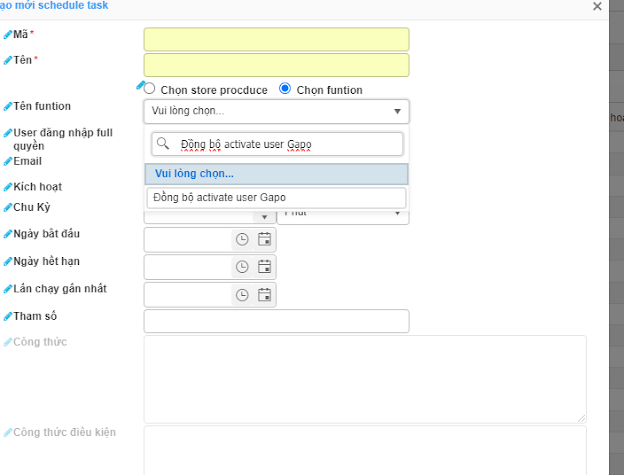 ạo mới schedule task
Mã *
Tên *
Chọn store procduce Chọn funtion
Tên funtion Vui lòng chọn...
Đồng bộ activate user Gapo
User đăng nhập full quyền
Vui lòng chọn...
Email
Đồng bộ activate user Gapo
Kích hoạt
Chu Kỳ
Ngày bắt đầu
Ngày hết hạn
Lần chạy gần nhất
Tham số
Công thức
Công thức điều kiện